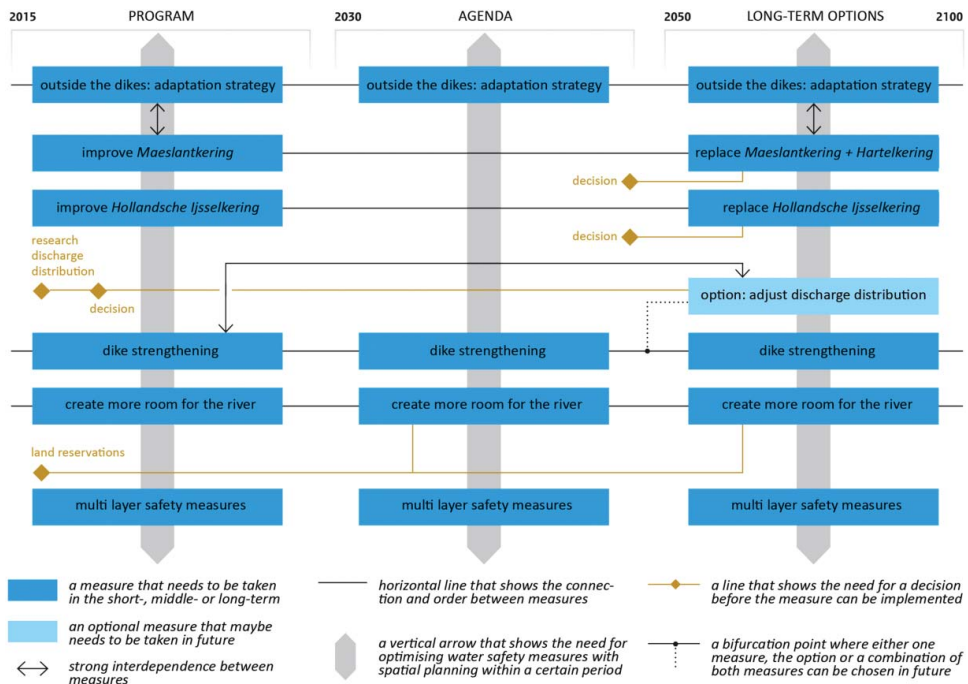 2015 PROGRAM 2030 AGENDA 2050 LONG-TERM OPTIONS 2100
outside the dikes: adaptation strategy outside the dikes: adaptation strategy outside the dikes: adaptation strategy
improve Maeslantkering replace Maeslantkering + Hartelkering
decision
improve Hollandsche Ijsselkering replace Hollandsche Ijsselkering
decision
research
discharge
distribution
decision
option: adjust discharge distribution
dike strengthening dike strengthening dike strengthening
create more room for the river create more room for the river create more room for the river
land reservations
multi layer safety measures multi layer safety measures multi layer safety measures
a measure that needs to be taken
in the short-, middle- or long-term
an optional measure that maybe
needs to be taken in future
strong interdependence between
measures
horizontal line that shows the connec-
tion and order between measures
a vertical arrow that shows the need for
optimising water safety measures with
spatial planning within a certain period
a line that shows the need for a decision
before the measure can be implemented
a bifurcation point where either one
measure, the option or a combination of
both measures can be chosen in future